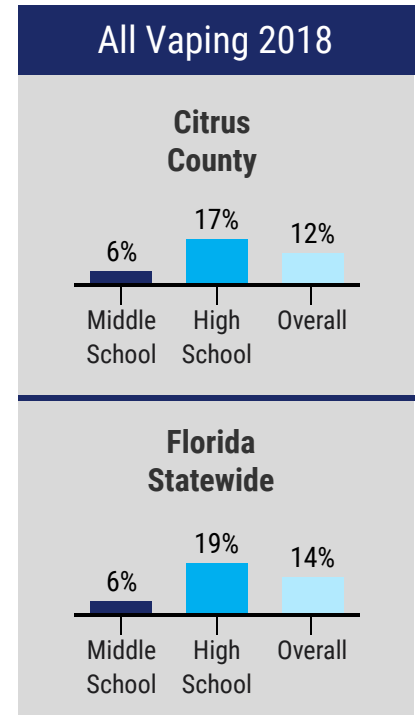 All Vaping 2018
Citrus
County
6%
17%
12%
Middle
School
High
School
Overall
Florida
Statewide
6%
19%
14%
Middle
School
High
School
Overall